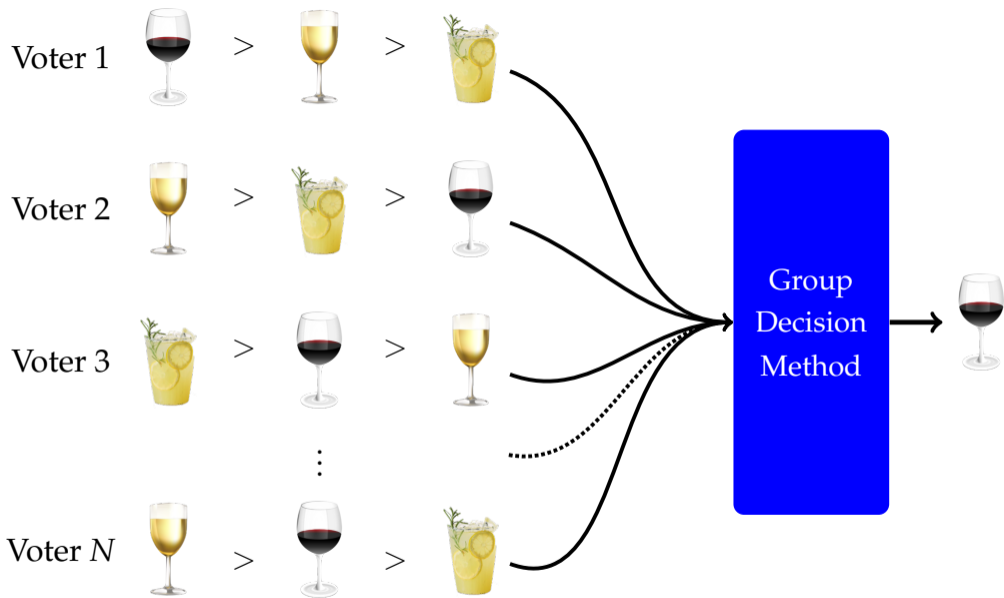 Voter 1 > >
Voter 2 > >
Voter 3 > >
⋮
Voter N > >
Group
Decision
Method